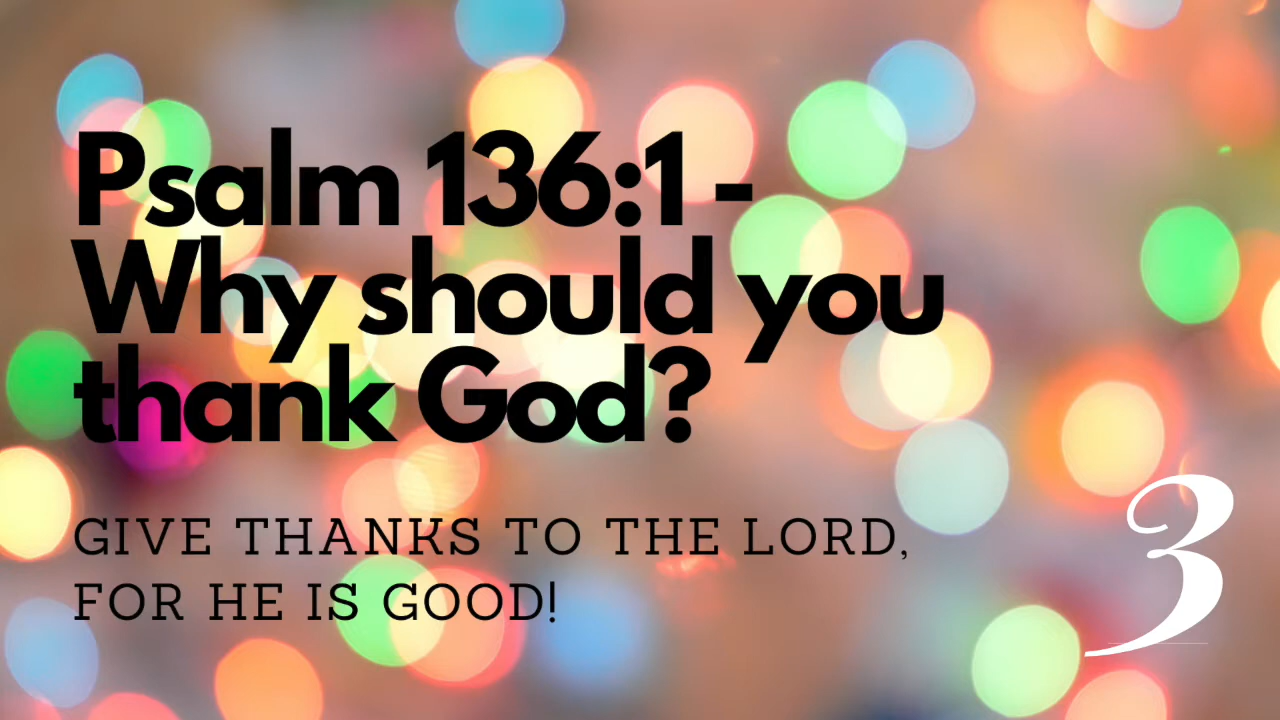 Psalm 136:1 -
Why should you
thank God?
GIVE THANKS TO THE LORD,
FOR HE IS GOOD!
3